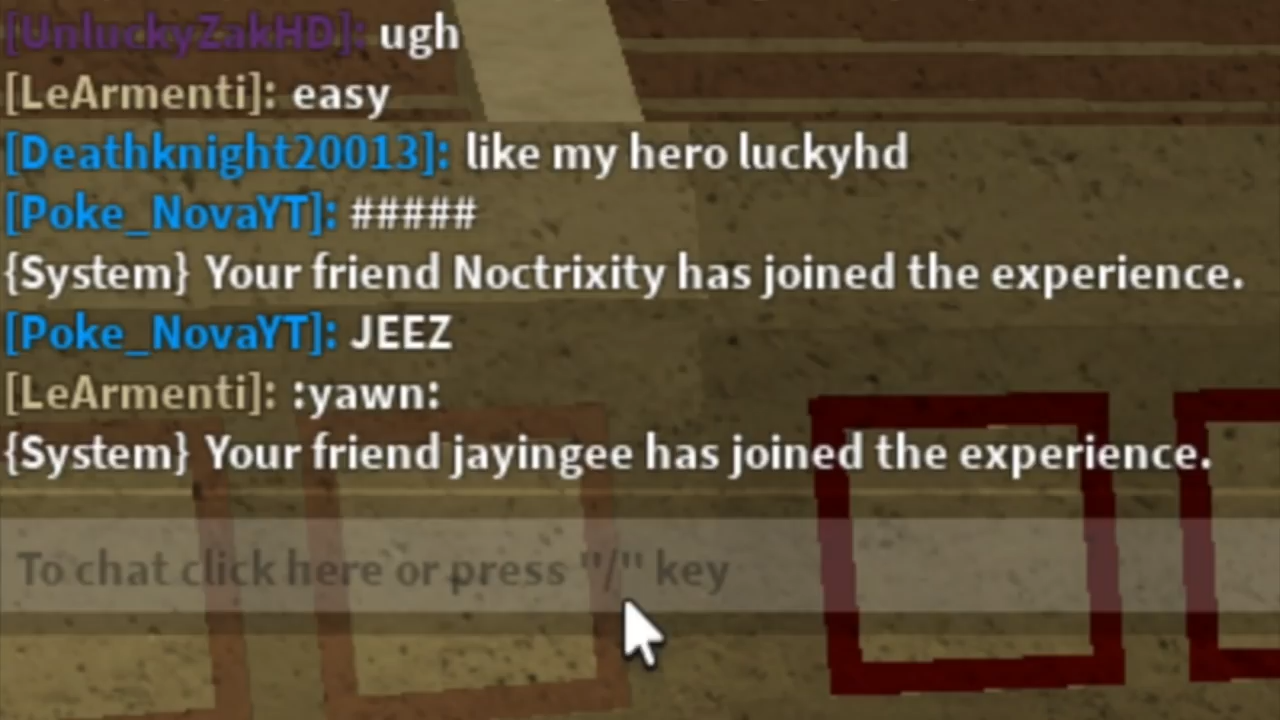 [UnluckyZakHD]: ugh
[LeArmenti]: easy
[Deathknight20013]: like my hero luckyhd
[Poke_NovaYT]: #####
{System} Your friend Noctrixity has joined the experience.
[Poke_NovaYT]: JEEZ
[LeArmenti]: :yawn:
{System} Your friend jayingee has joined the experience.
To chat click here or press "/" key